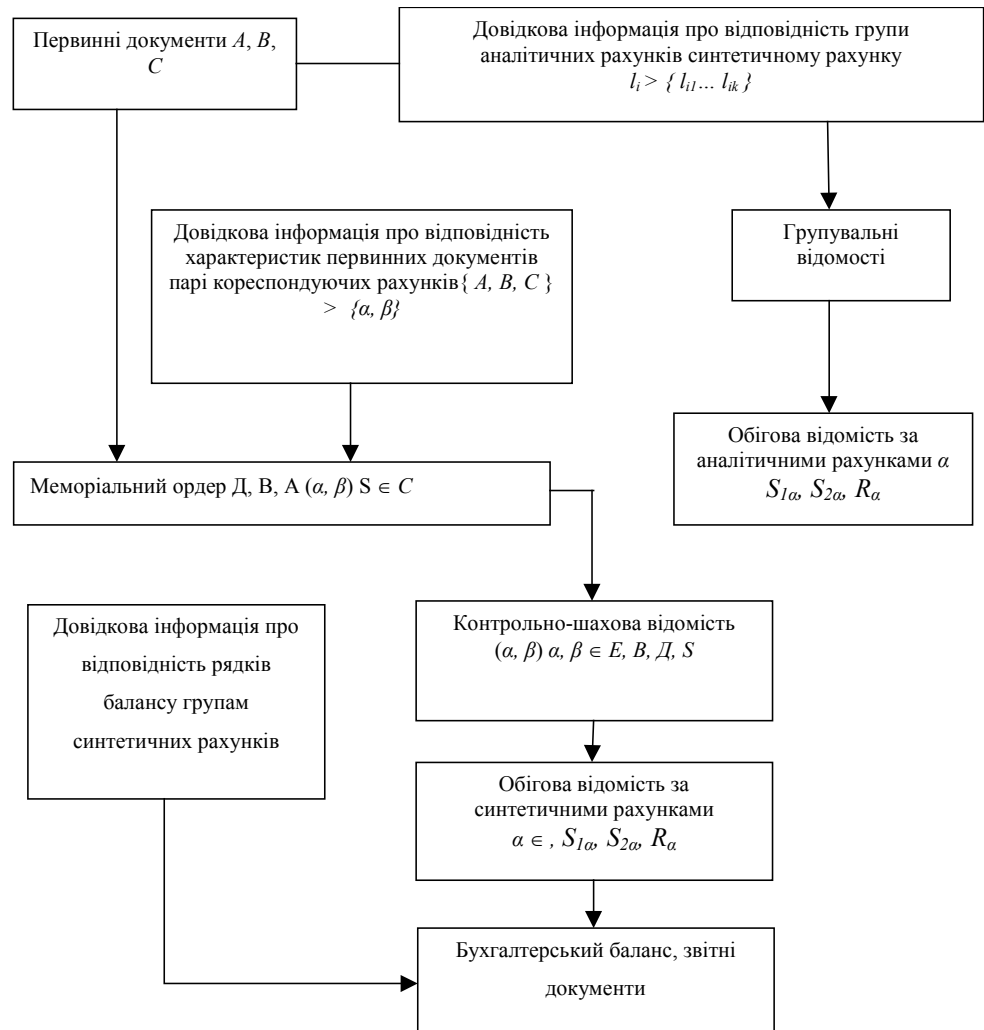 Первинні документи A, B,
C
Довідкова інформація про відповідність групи
аналітичних рахунків синтетичному рахунку
lᵢ > { lᵢ₁... lᵢₖ }
Довідкова інформація про відповідність
характеристик первинних документів
парі кореспондуючих рахунків{ A, B, C }
> {α, β}
Групувальні
відомості
Обігова відомість за
аналітичними рахунками α
S₁α, S₂α, Rα
Меморіальний ордер Д, В, А (α, β) S ∈ C
Довідкова інформація про
відповідність рядків
балансу групам
синтетичних рахунків
Контрольно-шахова відомість
(α, β) α, β ∈ E, B, Д, S
Обігова відомість за
синтетичними рахунками
α ∈ , S₁α, S₂α, Rα
Бухгалтерський баланс, звітні
документи